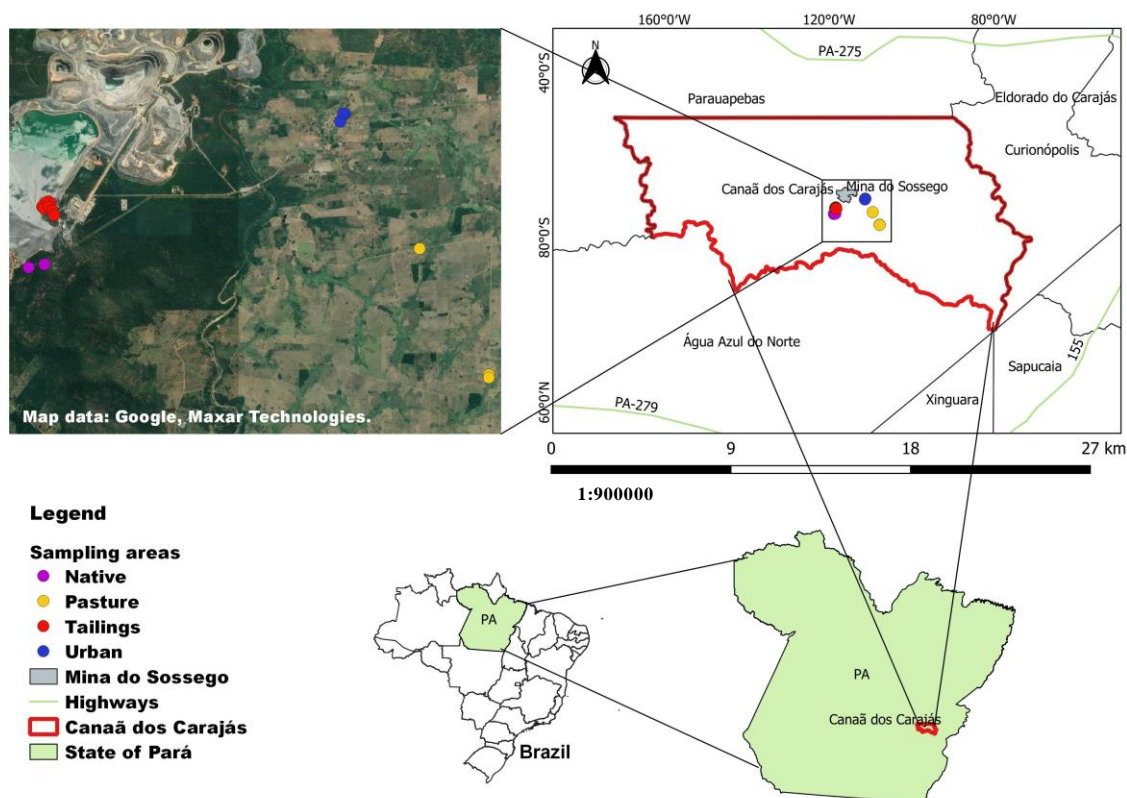 160°0'W 120°0'W 80°0'W
N
PA-275
40°0'S
Parauapebas
Eldorado do Carajás
Curionópolis
Canaã dos Carajás
Mina do Sossego
80°0'S
Água Azul do Norte
155
Sapucaia
Xinguara
60°0'N
PA-279
Map data: Google, Maxar Technologies.
0 9 18 27 km
1:900000
Legend
Sampling areas
Native
Pasture
Tailings
Urban
Mina do Sossego
Highways
Canaã dos Carajás
State of Pará
PA
Brazil
PA
Canaã dos Carajás